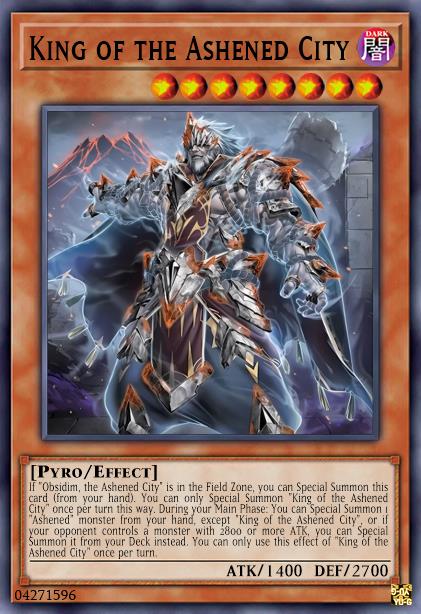 King of the Ashened City
DARK
闇
[Pyro/Effect]
If "Obsidim, the Ashened City" is in the Field Zone, you can Special Summon this
card (from your hand). You can only Special Summon "King of the Ashened
City" once per turn this way. During your Main Phase: You can Special Summon 1
"Ashened" monster from your hand, except "King of the Ashened City", or if
your opponent controls a monster with 2800 or more ATK, you can Special
Summon it from your Deck instead. You can only use this effect of "King of
the Ashened City" once per turn.
ATK/1400 DEF/2700
04271596